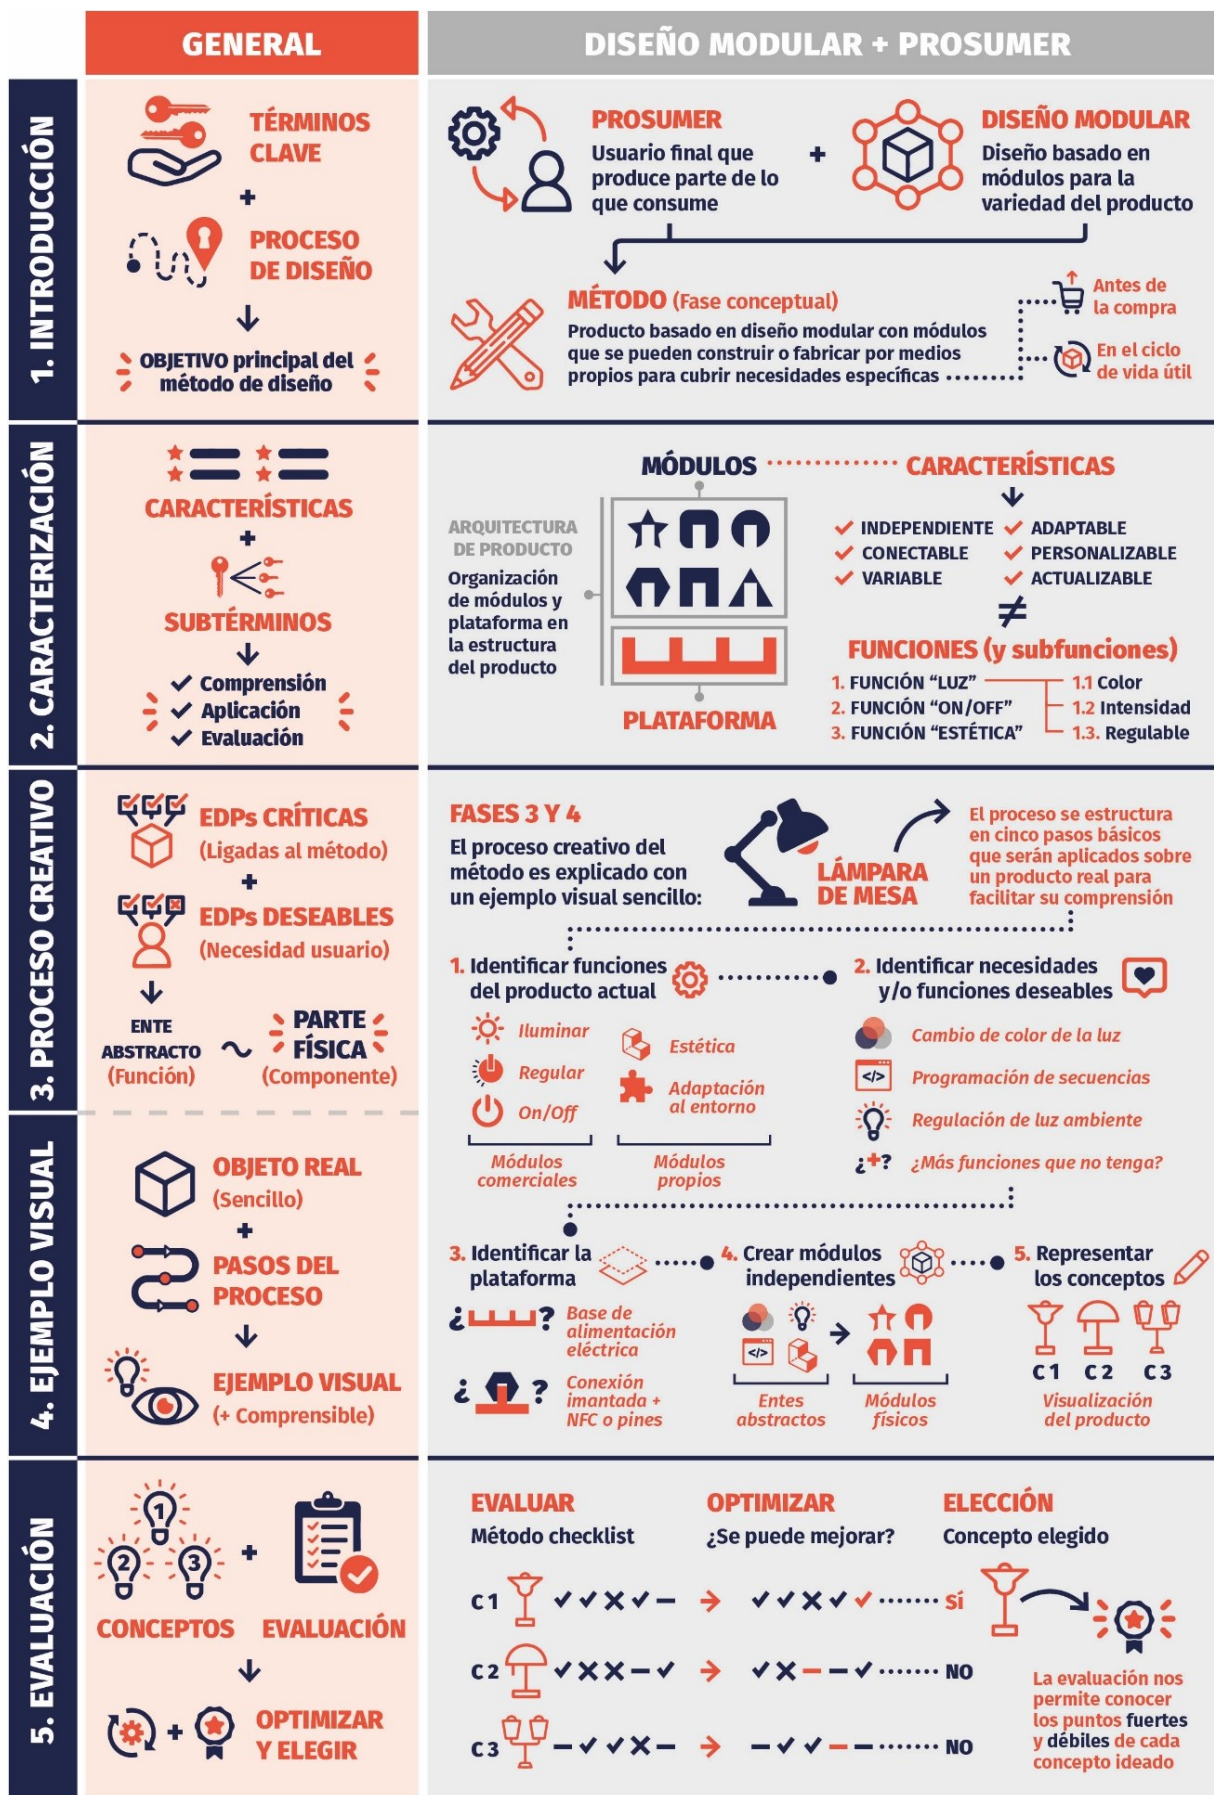 GENERAL
DISEÑO MODULAR + PROSUMER
1. INTRODUCCIÓN
TÉRMINOS
CLAVE
+
PROCESO
DE DISEÑO
OBJETIVO principal del
método de diseño
PROSUMER
Usuario final que
produce parte de lo
que consume
+
DISEÑO MODULAR
Diseño basado en
módulos para la
variedad del producto
MÉTODO (Fase conceptual)
Producto basado en diseño modular con módulos
que se pueden construir o fabricar por medios
propios para cubrir necesidades específicas
Antes de
la compra
En el ciclo
de vida útil
2. CARACTERIZACIÓN
CARACTERÍSTICAS
+
SUBTÉRMINOS
Comprensión
Aplicación
Evaluación
ARQUITECTURA
DE PRODUCTO
Organización
de módulos y
plataforma en
la estructura
del producto
MÓDULOS
PLATAFORMA
CARACTERÍSTICAS
INDEPENDIENTE
ADAPTABLE
CONECTABLE
PERSONALIZABLE
VARIABLE
ACTUALIZABLE
≠
FUNCIONES (y subfunciones)
1. FUNCIÓN “LUZ”
2. FUNCIÓN “ON/OFF”
3. FUNCIÓN “ESTÉTICA”
1.1 Color
1.2 Intensidad
1.3. Regulable
3. PROCESO CREATIVO
EDPs CRÍTICAS
(Ligadas al método)
+
EDPs DESEABLES
(Necesidad usuario)
ENTE
ABSTRACTO
(Función)
~
PARTE
FÍSICA
(Componente)
FASES 3 Y 4
El proceso creativo del
método es explicado con
un ejemplo visual sencillo:
LÁMPARA
DE MESA
El proceso se estructura
en cinco pasos básicos
que serán aplicados sobre
un producto real para
facilitar su comprensión
1. Identificar funciones
del producto actual
Iluminar
Regular
On/Off
Módulos
comerciales
Estética
Adaptación
al entorno
Módulos
propios
2. Identificar necesidades
y/o funciones deseables
Cambio de color de la luz
</> Programación de secuencias
Regulación de luz ambiente
¿+? ¿Más funciones que no tenga?
4. EJEMPLO VISUAL
OBJETO REAL
(Sencillo)
+
PASOS DEL
PROCESO
EJEMPLO VISUAL
(+ Comprensible)
3. Identificar la
plataforma
¿ ? Base de
alimentación
eléctrica
¿ ? Conexión
imantada +
NFC o pines
4. Crear módulos
independientes
</>
Entes
abstractos
Módulos
físicos
5. Representar
los conceptos
C1 C2 C3
Visualización
del producto
5. EVALUACIÓN
1
2
3
+
CONCEPTOS
EVALUACIÓN
+
OPTIMIZAR
Y ELEGIR
EVALUAR
Método checklist
OPTIMIZAR
¿Se puede mejorar?
ELECCIÓN
Concepto elegido
C1
SÍ
C2
NO
C3
NO
La evaluación nos
permite conocer
los puntos fuertes
y débiles de cada
concepto ideado